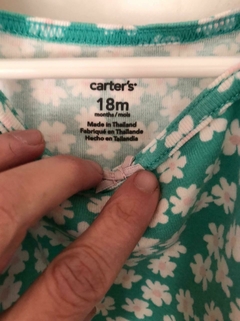 carter's
18m
months / mois
Made in Thailand
Fabriqué en Thaïlande
Hecho en Tailandia